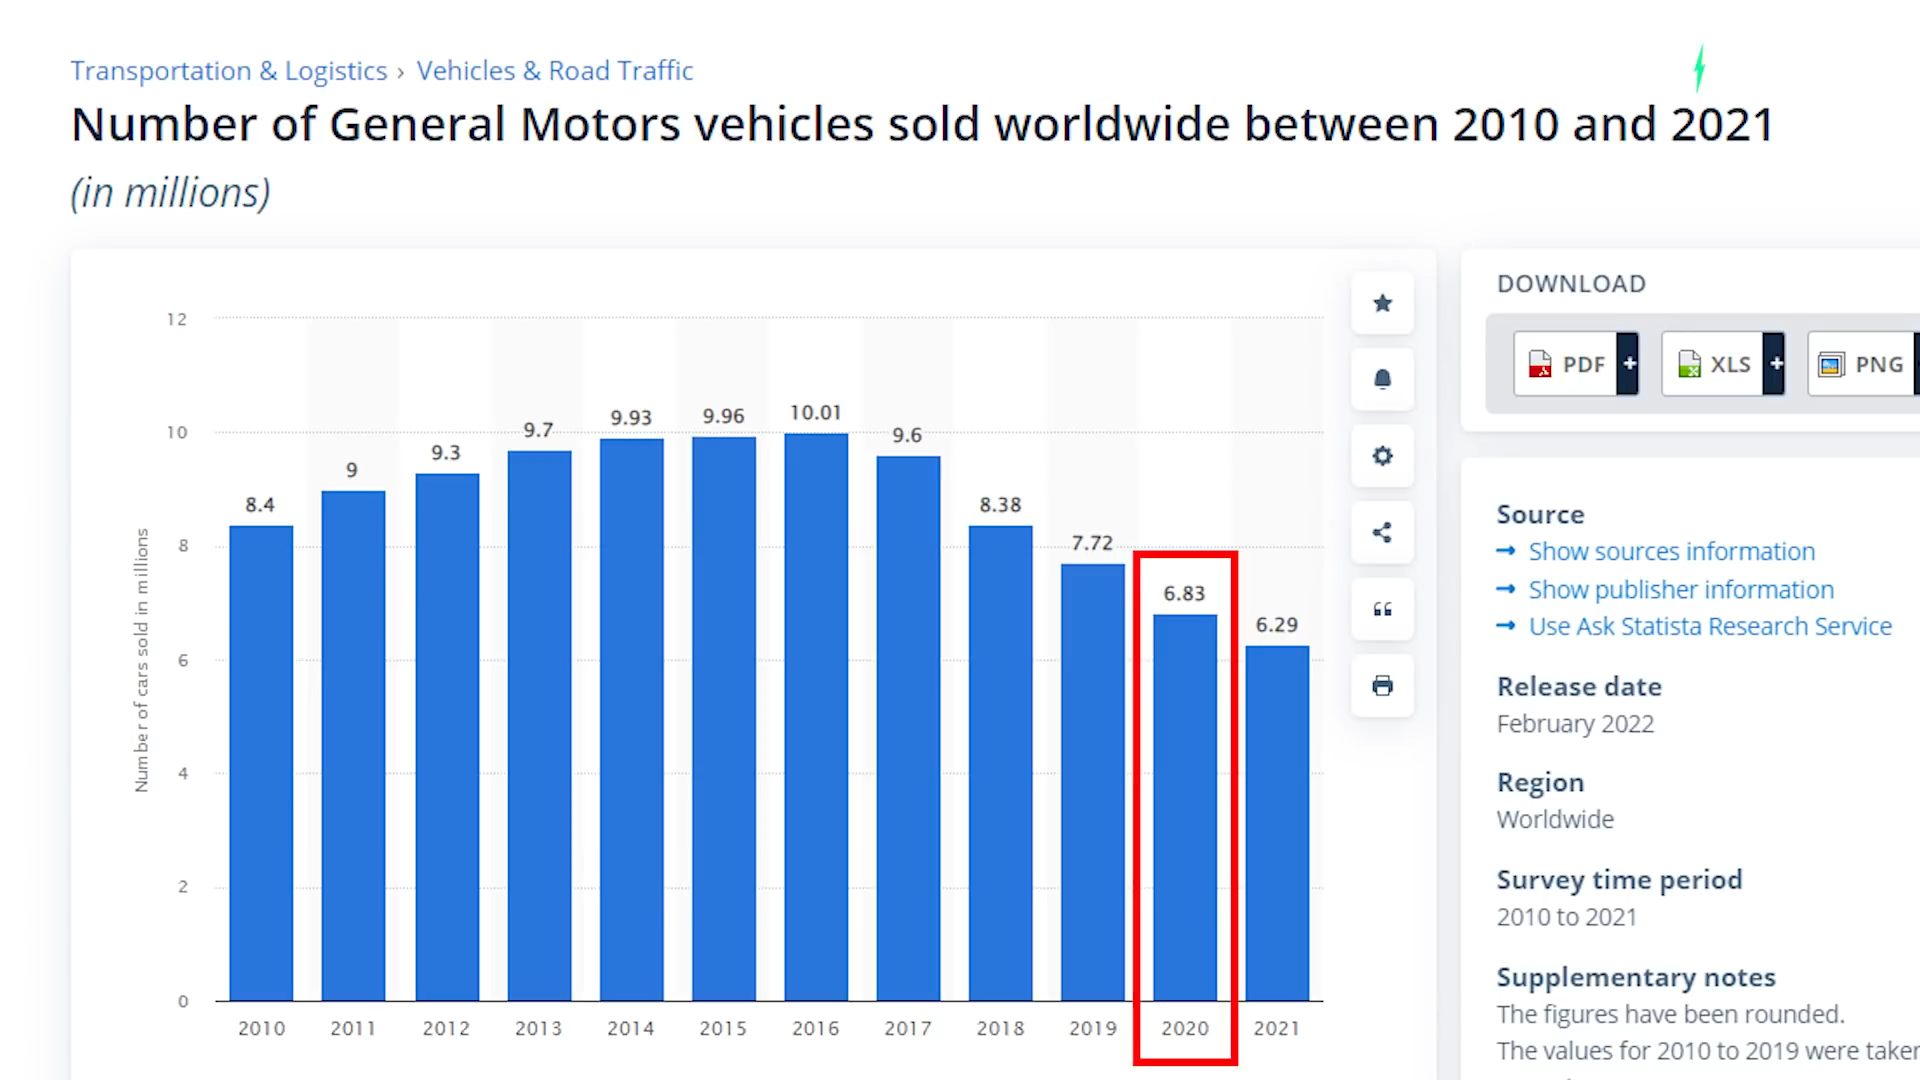 Transportation & Logistics › Vehicles & Road Traffic
Number of General Motors vehicles sold worldwide between 2010 and 2021
(in millions)
12
10
8
6
4
2
0
Number of cars sold in millions
8.4
9
9.3
9.7
9.93
9.96
10.01
9.6
8.38
7.72
6.83
6.29
2010 2011 2012 2013 2014 2015 2016 2017 2018 2019 2020 2021
DOWNLOAD
PDF + XLS + PNG
Source
→ Show sources information
→ Show publisher information
→ Use Ask Statista Research Service
Release date
February 2022
Region
Worldwide
Survey time period
2010 to 2021
Supplementary notes
The figures have been rounded.
The values for 2010 to 2019 were taken